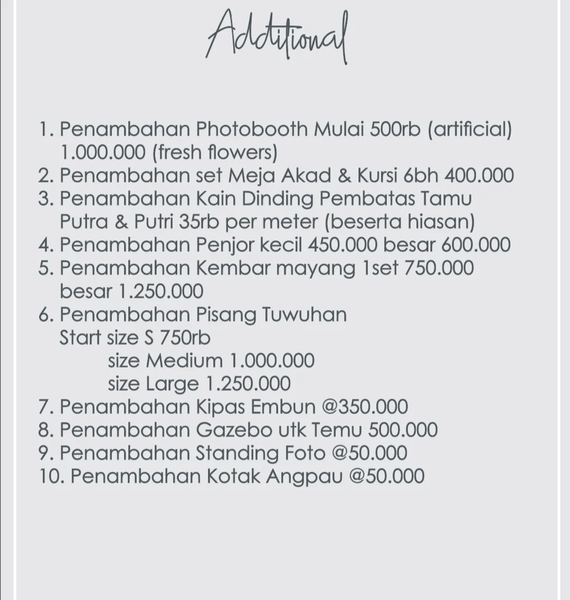 Additional
1. Penambahan Photobooth Mulai 500rb (artificial)
1.000.000 (fresh flowers)
2. Penambahan set Meja Akad & Kursi 6bh 400.000
3. Penambahan Kain Dinding Pembatas Tamu
Putra & Putri 35rb per meter (beserta hiasan)
4. Penambahan Penjor kecil 450.000 besar 600.000
5. Penambahan Kembar mayang 1set 750.000
besar 1.250.000
6. Penambahan Pisang Tuwuhan
Start size S 750rb
size Medium 1.000.000
size Large 1.250.000
7. Penambahan Kipas Embun @350.000
8. Penambahan Gazebo utk Temu 500.000
9. Penambahan Standing Foto @50.000
10. Penambahan Kotak Angpau @50.000